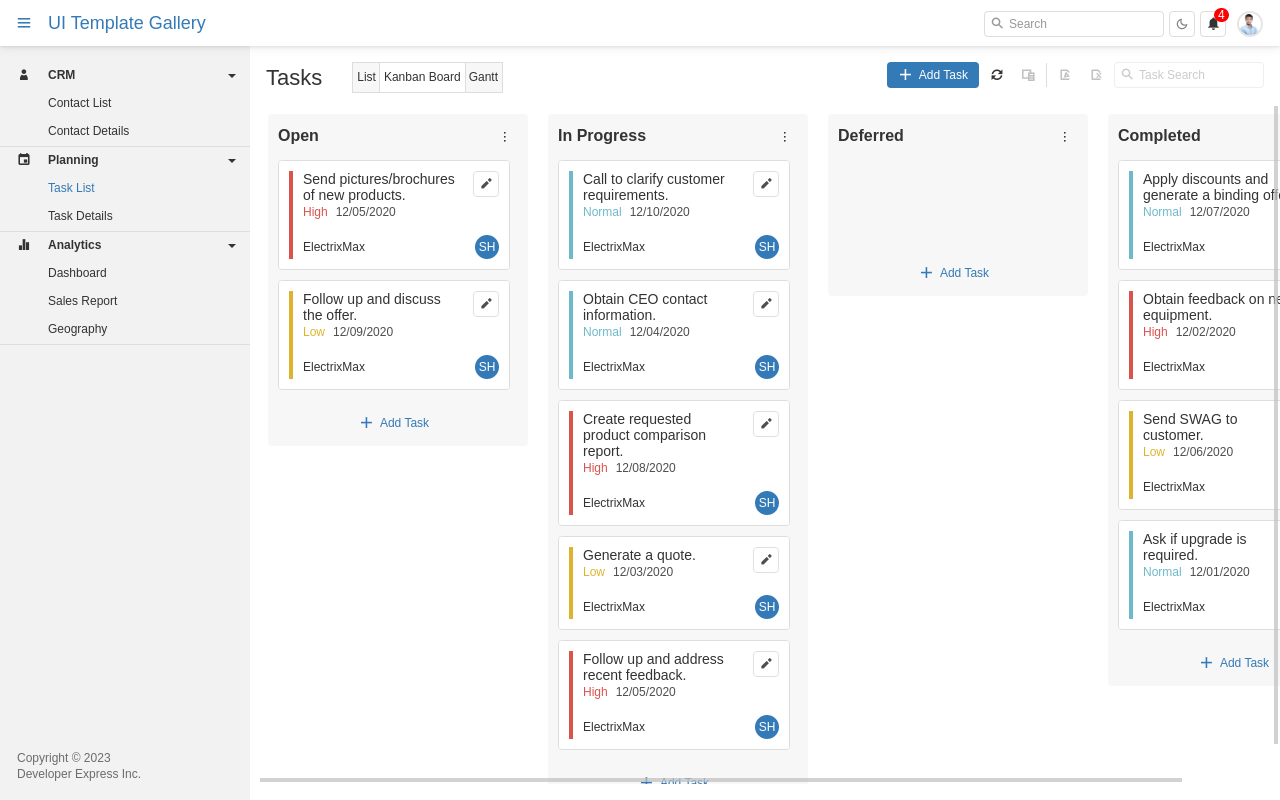 UI Template Gallery
Search
4
CRM
Contact List
Contact Details
Planning
Task List
Task Details
Analytics
Dashboard
Sales Report
Geography
Copyright © 2023
Developer Express Inc.
Tasks
List Kanban Board Gantt
Add Task
Task Search
Open
Send pictures/brochures
of new products.
High 12/05/2020
ElectrixMax SH
Follow up and discuss
the offer.
Low 12/09/2020
ElectrixMax SH
Add Task
In Progress
Call to clarify customer
requirements.
Normal 12/10/2020
ElectrixMax SH
Obtain CEO contact
information.
Normal 12/04/2020
ElectrixMax SH
Create requested
product comparison
report.
High 12/08/2020
ElectrixMax SH
Generate a quote.
Low 12/03/2020
ElectrixMax SH
Follow up and address
recent feedback.
High 12/05/2020
ElectrixMax SH
Add Task
Deferred
Add Task
Completed
Apply discounts and
generate a binding
Normal 12/07/2020
ElectrixMax
Obtain feedback on
equipment.
High 12/02/2020
ElectrixMax
Send SWAG to
customer.
Low 12/06/2020
ElectrixMax
Ask if upgrade is
required.
Normal 12/01/2020
ElectrixMax
Add Task